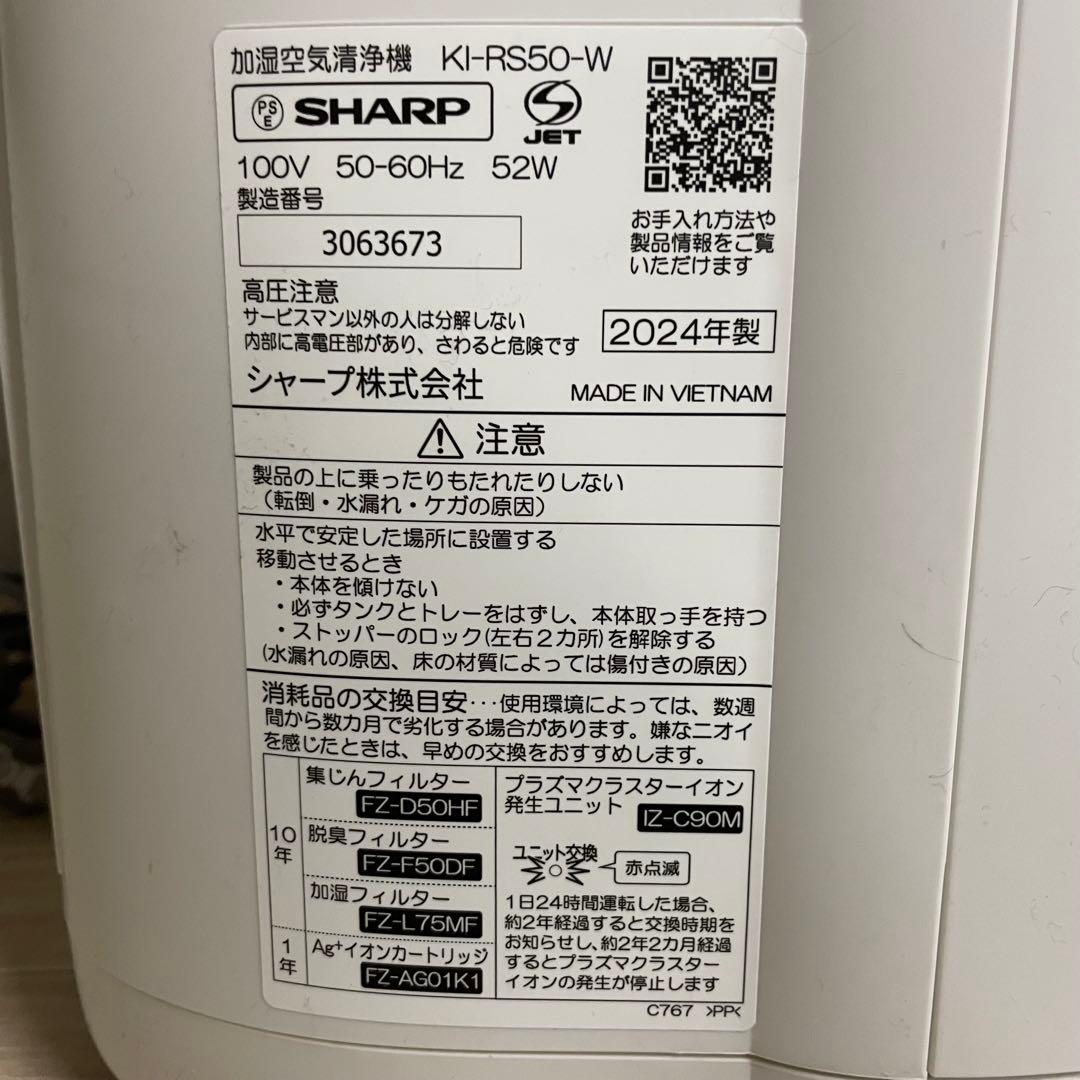 加湿空気清浄機 KI-RS50-W
PSE SHARP
JET
100V 50-60Hz 52W
製造番号
3063673
お手入れ方法や
製品情報をご覧
いただけます
高圧注意
サービスマン以外の人は分解しない
内部に高電圧部があり、さわると危険です
2024年製
シャープ株式会社
MADE IN VIETNAM
注意
製品の上に乗ったりもたれたりしない
（転倒・水漏れ・ケガの原因）
水平で安定した場所に設置する
移動させるとき
・本体を傾けない
・必ずタンクとトレーをはずし、本体取っ手を持つ
・ストッパーのロック(左右2カ所)を解除する
(水漏れの原因、床の材質によっては傷付きの原因)
消耗品の交換目安･･･使用環境によっては、数週
間から数カ月で劣化する場合があります。嫌なニオイ
を感じたときは、早めの交換をおすすめします。
10年
集じんフィルター
FZ-D50HF
脱臭フィルター
FZ-F50DF
加湿フィルター
FZ-L75MF
1年
Ag⁺イオンカートリッジ
FZ-AG01K1
プラズマクラスターイオン
発生ユニット IZ-C90M
ユニット交換
赤点滅
1日24時間運転した場合、
約2年経過すると交換時期を
お知らせし、約2年2カ月経過
するとプラズマクラスター
イオンの発生が停止します
C767 >PP<